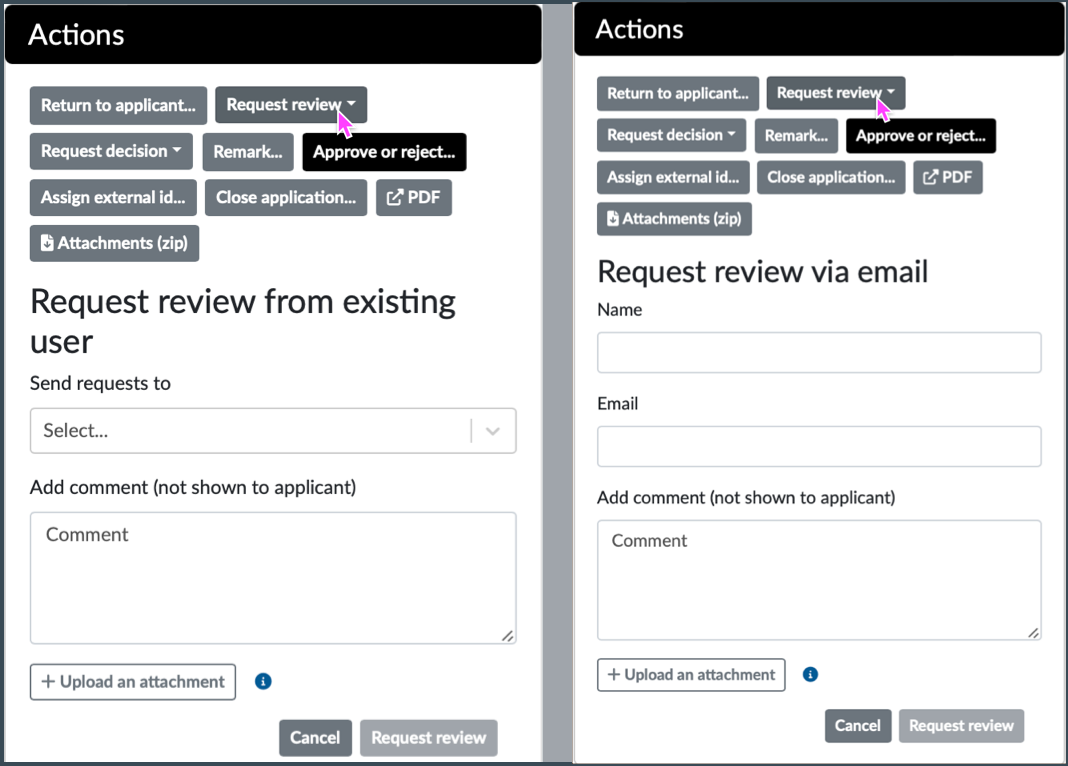 Actions
Return to applicant... Request review
Request decision Remark... Approve or reject...
Assign external id... Close application... PDF
Attachments (zip)
Request review from existing
user
Send requests to
Select...
Add comment (not shown to applicant)
Comment
+ Upload an attachment
Cancel Request review
Actions
Return to applicant... Request review
Request decision Remark... Approve or reject...
Assign external id... Close application... PDF
Attachments (zip)
Request review via email
Name
Email
Add comment (not shown to applicant)
Comment
+ Upload an attachment
Cancel Request review